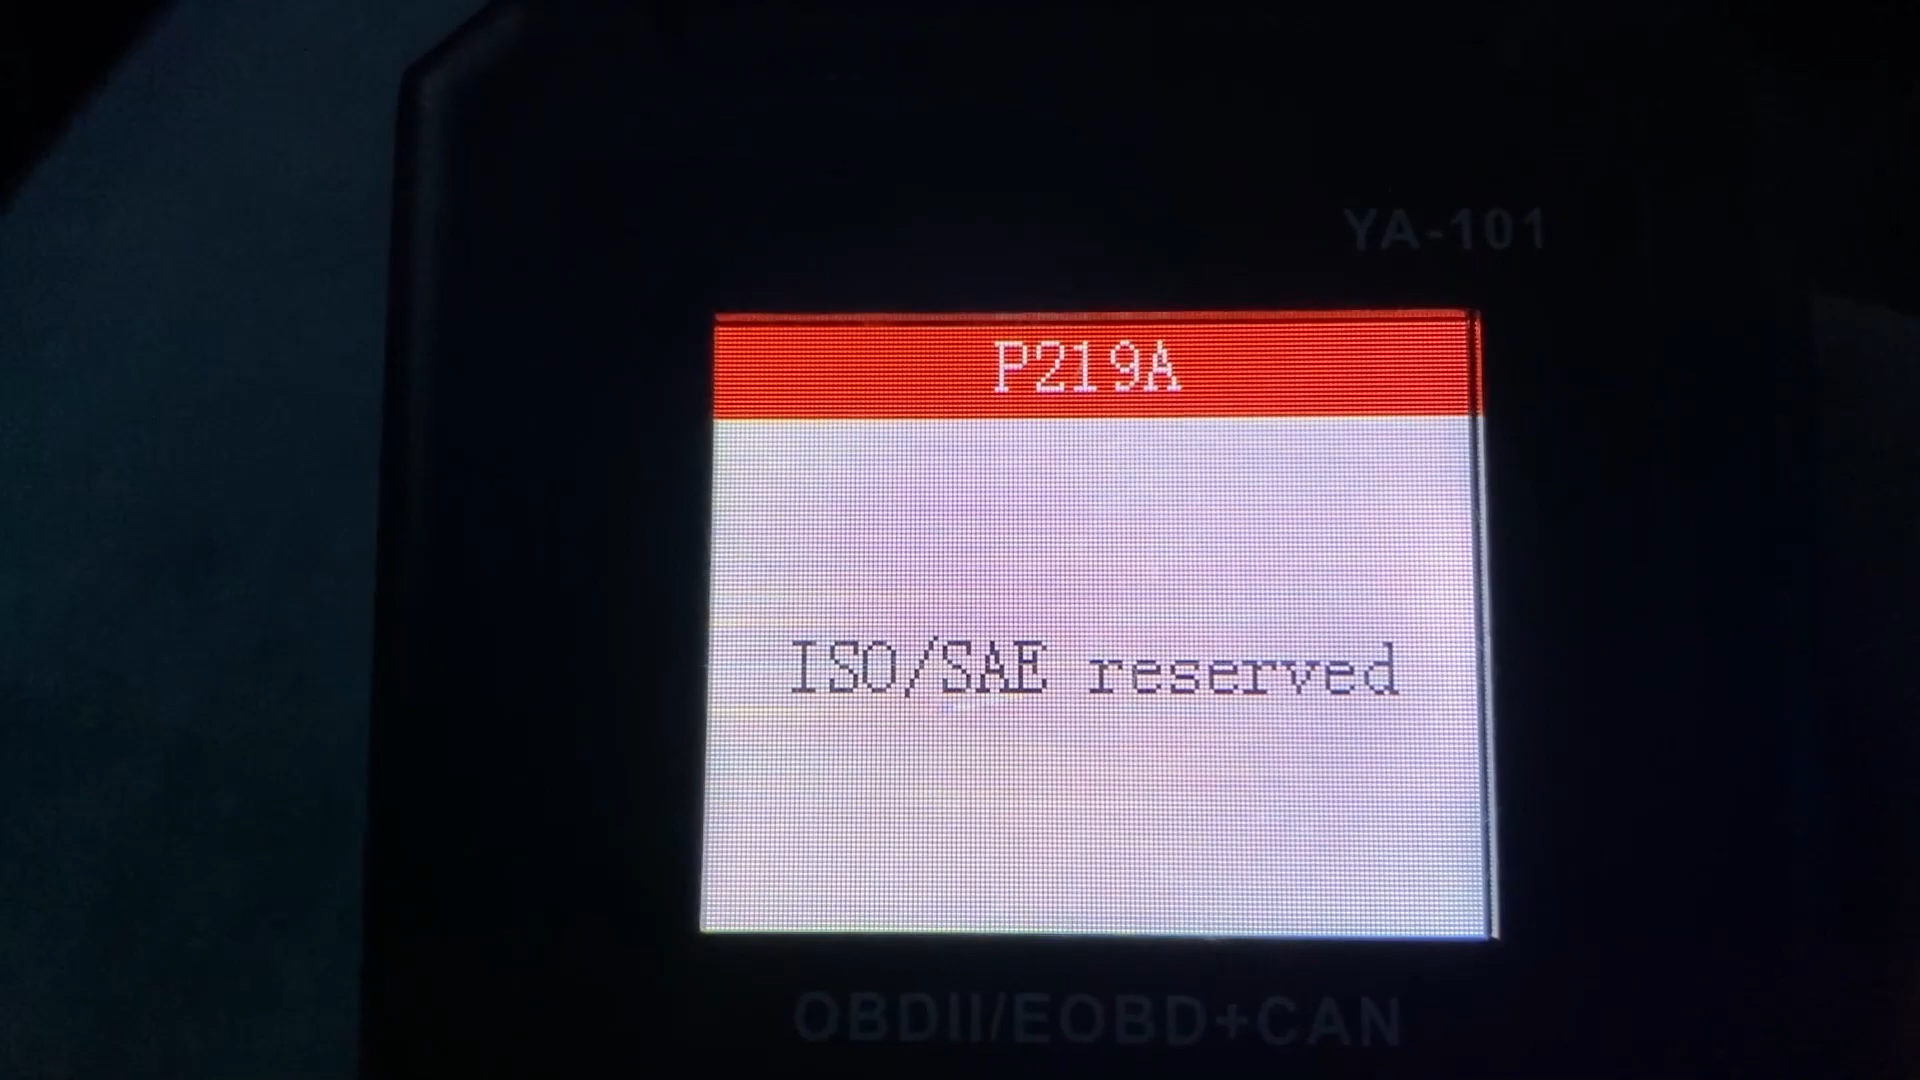 YA-101
P219A
ISO/SAE reserved
OBDII/EOBD+CAN